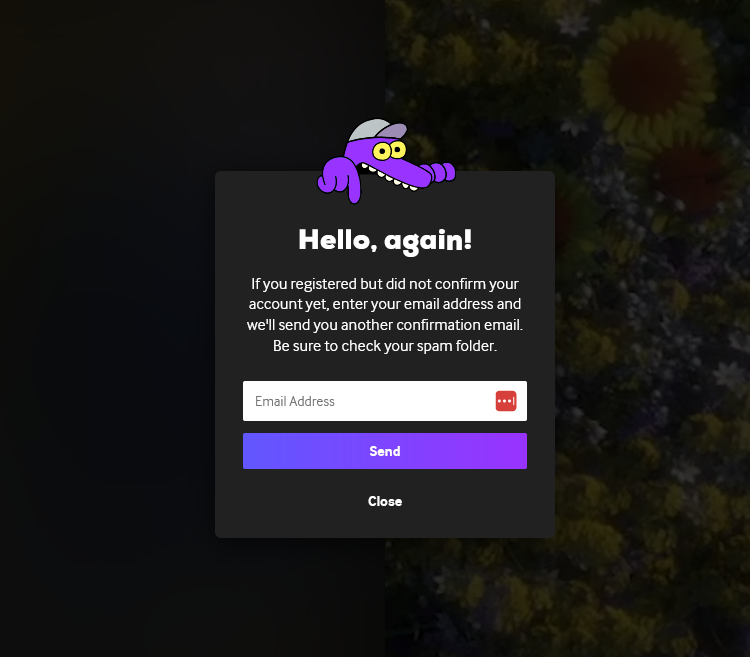 Hello, again!
If you registered but did not confirm your
account yet, enter your email address and
we'll send you another confirmation email.
Be sure to check your spam folder.
Email Address
Send
Close